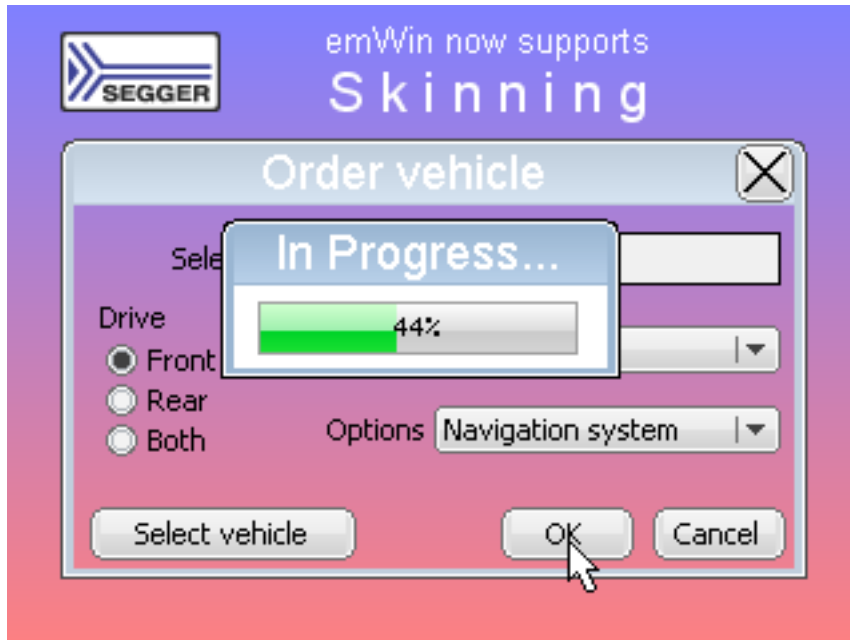 SEGGER
emWin now supports
Skinning
Order vehicle
In Progress...
44%
Drive
Front
Rear
Both
Options Navigation system
Select vehicle OK Cancel